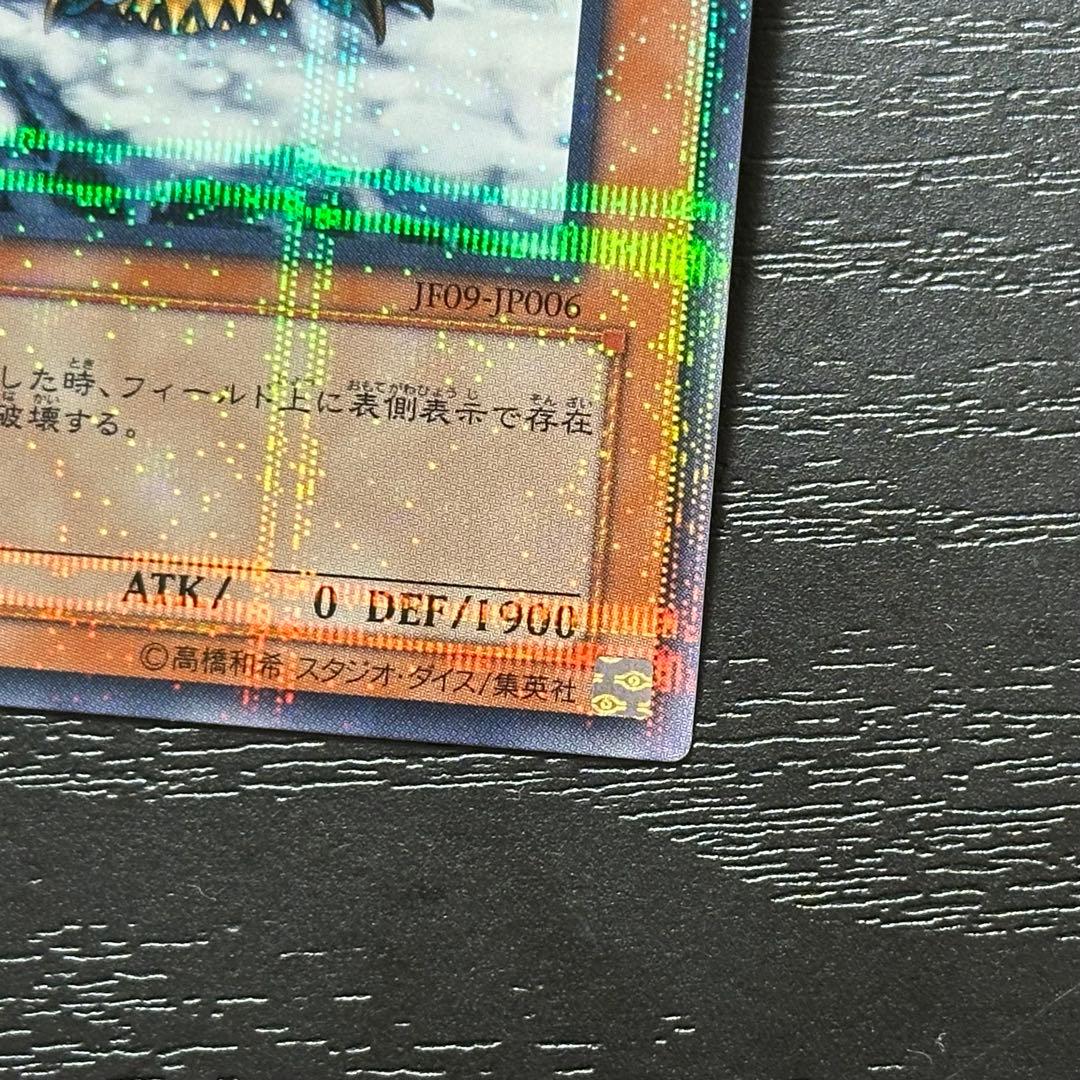 JF09-JP006
した時、フィールド上に表側表示で存在
破壊する。
ATK/ 0 DEF/1900
©高橋和希 スタジオ・ダイス/集英社